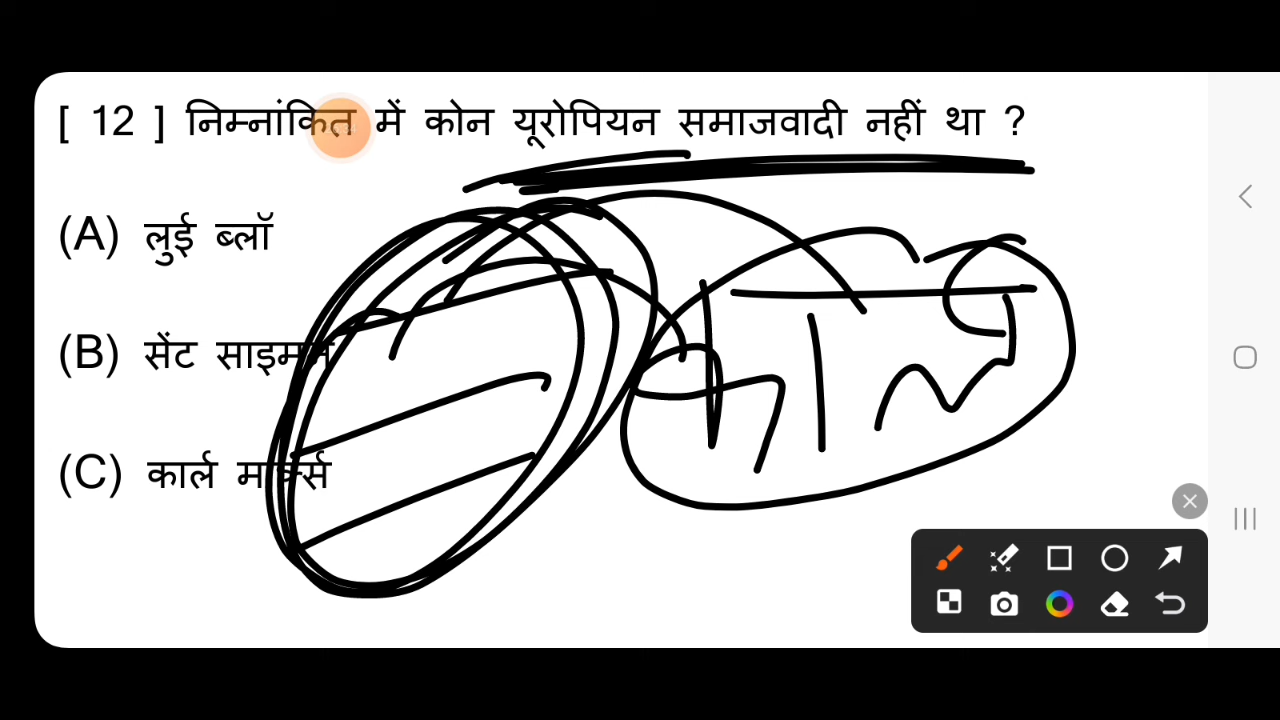 [ 12 ] निम्नांकित में कोन यूरोपियन समाजवादी नहीं था ?
(A) लुई ब्लॉ
(B) सेंट साइमन
(C) कार्ल मार्क्स